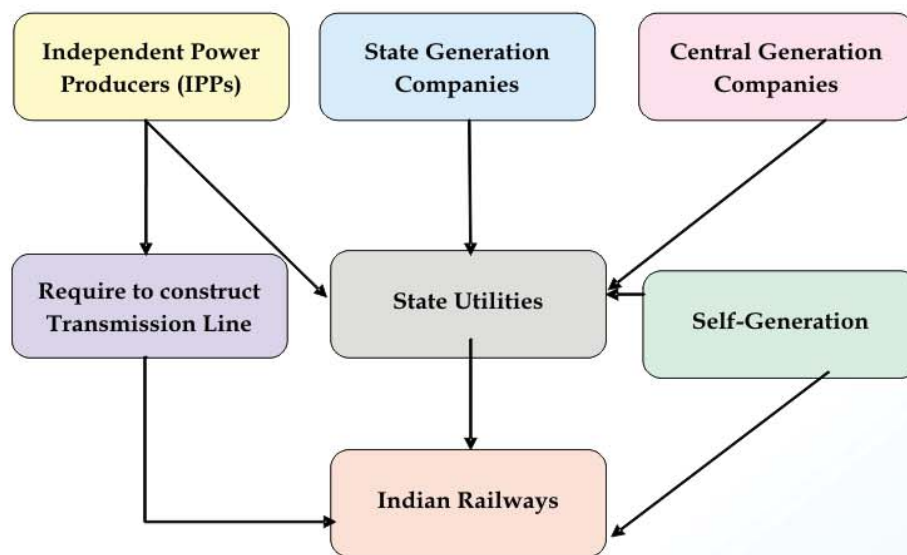 Independent Power
Producers (IPPs)
State Generation
Companies
Central Generation
Companies
Require to construct
Transmission Line
State Utilities
Self-Generation
Indian Railways